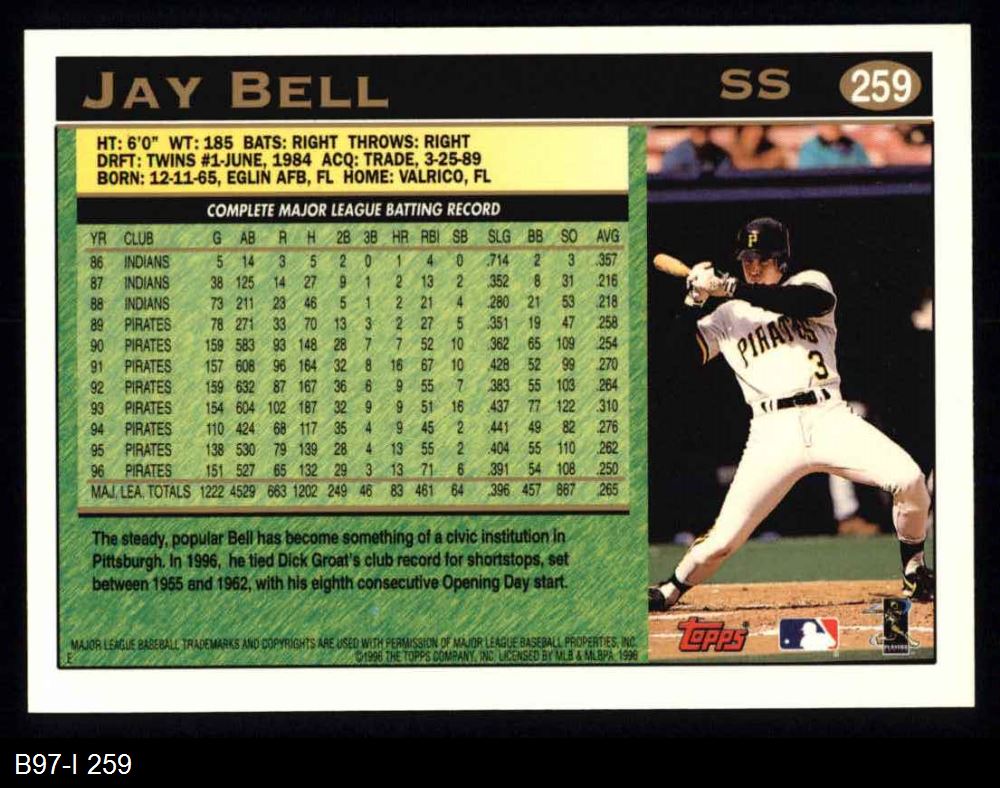 JAY BELL SS 259
HT: 6'0" WT: 185 BATS: RIGHT THROWS: RIGHT
DRFT: TWINS #1-JUNE, 1984 ACQ: TRADE, 3-25-89
BORN: 12-11-65, EGLIN AFB, FL HOME: VALRICO, FL
COMPLETE MAJOR LEAGUE BATTING RECORD
YR CLUB G AB R H 2B 3B HR RBI SB SLG BB SO AVG
86 INDIANS 5 14 3 5 2 0 1 4 0 .714 2 3 .357
87 INDIANS 38 125 14 27 9 1 2 13 2 .352 8 31 .216
88 INDIANS 73 211 23 46 5 1 2 21 4 .280 21 53 .218
89 PIRATES 78 271 33 70 13 3 2 27 5 .351 19 47 .258
90 PIRATES 159 583 93 148 28 7 7 52 10 .362 65 109 .254
91 PIRATES 157 608 96 164 32 8 16 67 10 .428 52 99 .270
92 PIRATES 159 632 87 167 36 6 9 55 7 .383 55 103 .264
93 PIRATES 154 604 102 187 32 9 9 51 16 .437 77 122 .310
94 PIRATES 110 424 68 117 35 4 9 45 2 .441 49 82 .276
95 PIRATES 138 530 79 139 28 4 13 55 2 .404 55 110 .262
96 PIRATES 151 527 65 132 29 3 13 71 6 .391 54 108 .250
MAJ. LEA. TOTALS 1222 4529 663 1202 249 46 83 461 64 .396 457 867 .265
The steady, popular Bell has become something of a civic institution in
Pittsburgh. In 1996, he tied Dick Groat's club record for shortstops, set
between 1955 and 1962, with his eighth consecutive Opening Day start.
MAJOR LEAGUE BASEBALL TRADEMARKS AND COPYRIGHTS ARE USED WITH PERMISSION OF MAJOR LEAGUE BASEBALL PROPERTIES, INC.
E ©1996 THE TOPPS COMPANY, INC. LICENSED BY MLB & MLBPA 1996
P
PIRATES
3
TOPPS
PLAYERS
B97-I 259